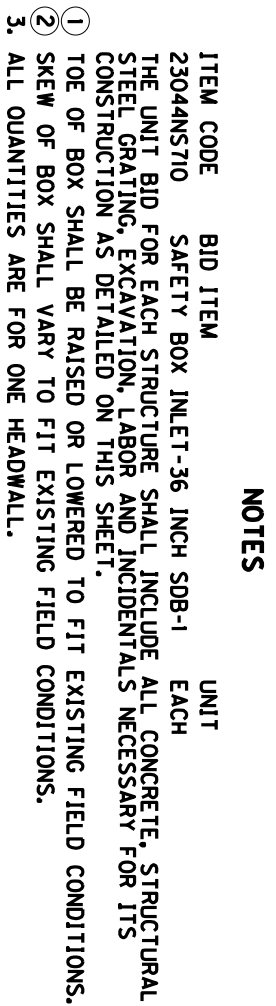 NOTES
ITEM CODE BID ITEM UNIT
23044NS710 SAFETY BOX INLET-36 INCH SDB-1 EACH
THE UNIT BID FOR EACH STRUCTURE SHALL INCLUDE ALL CONCRETE, STRUCTURAL
STEEL GRATING, EXCAVATION, LABOR AND INCIDENTALS NECESSARY FOR ITS
CONSTRUCTION AS DETAILED ON THIS SHEET.
① TOE OF BOX SHALL BE RAISED OR LOWERED TO FIT EXISTING FIELD CONDITIONS.
② SKEW OF BOX SHALL VARY TO FIT EXISTING FIELD CONDITIONS.
3. ALL QUANTITIES ARE FOR ONE HEADWALL.